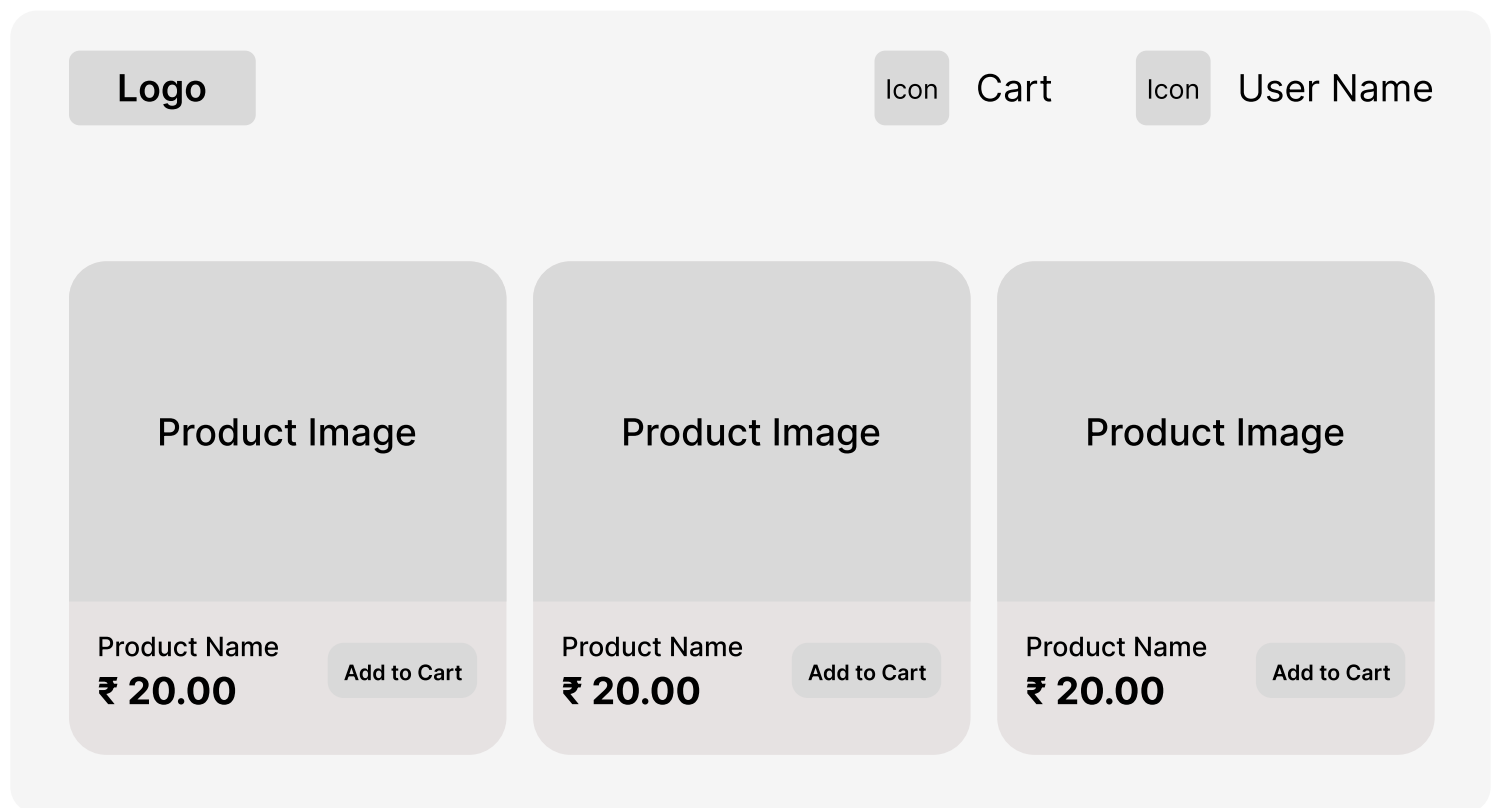 Logo
Icon Cart
Icon User Name
Product Image
Product Name
₹ 20.00
Add to Cart
Product Image
Product Name
₹ 20.00
Add to Cart
Product Image
Product Name
₹ 20.00
Add to Cart